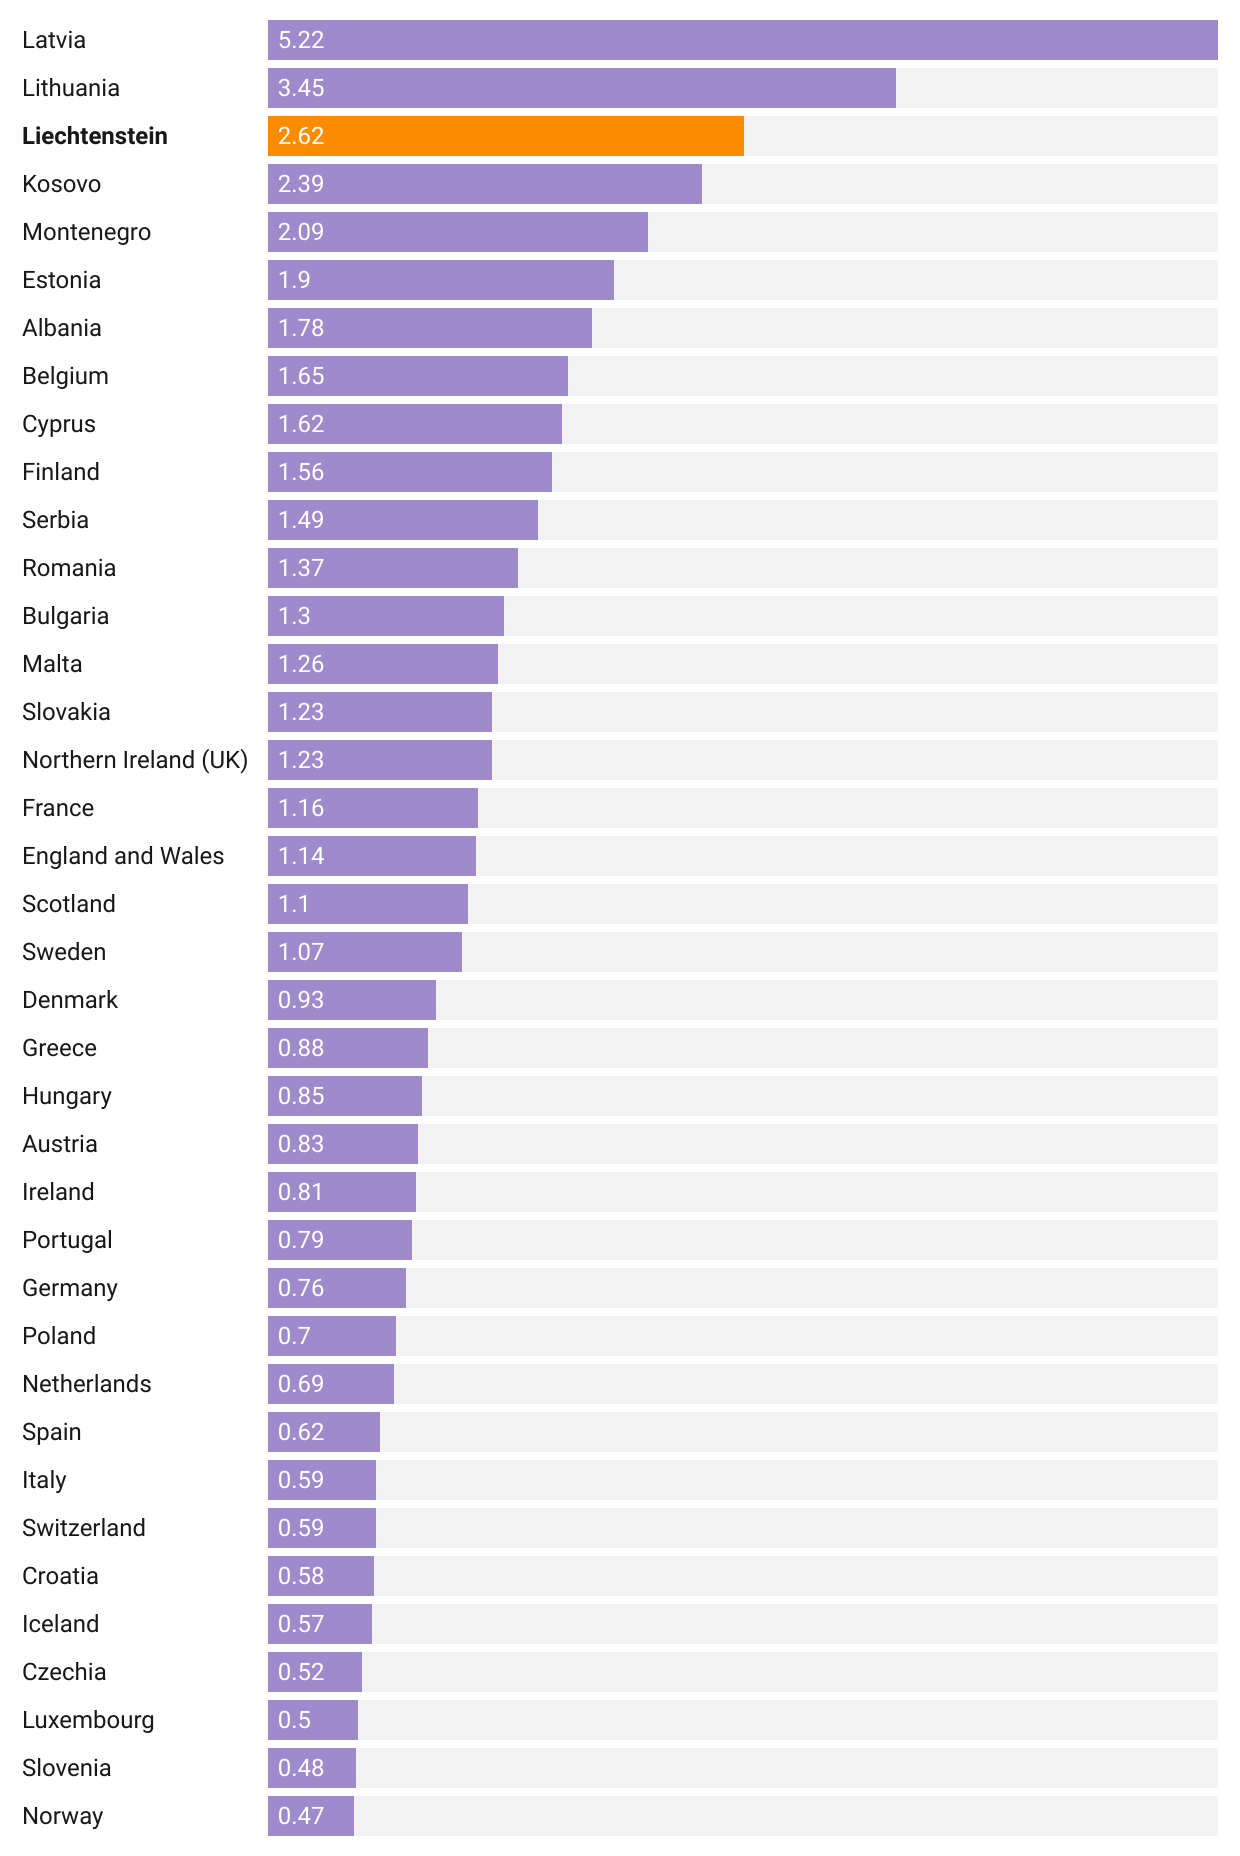 Latvia 5.22
Lithuania 3.45
Liechtenstein 2.62
Kosovo 2.39
Montenegro 2.09
Estonia 1.9
Albania 1.78
Belgium 1.65
Cyprus 1.62
Finland 1.56
Serbia 1.49
Romania 1.37
Bulgaria 1.3
Malta 1.26
Slovakia 1.23
Northern Ireland (UK) 1.23
France 1.16
England and Wales 1.14
Scotland 1.1
Sweden 1.07
Denmark 0.93
Greece 0.88
Hungary 0.85
Austria 0.83
Ireland 0.81
Portugal 0.79
Germany 0.76
Poland 0.7
Netherlands 0.69
Spain 0.62
Italy 0.59
Switzerland 0.59
Croatia 0.58
Iceland 0.57
Czechia 0.52
Luxembourg 0.5
Slovenia 0.48
Norway 0.47